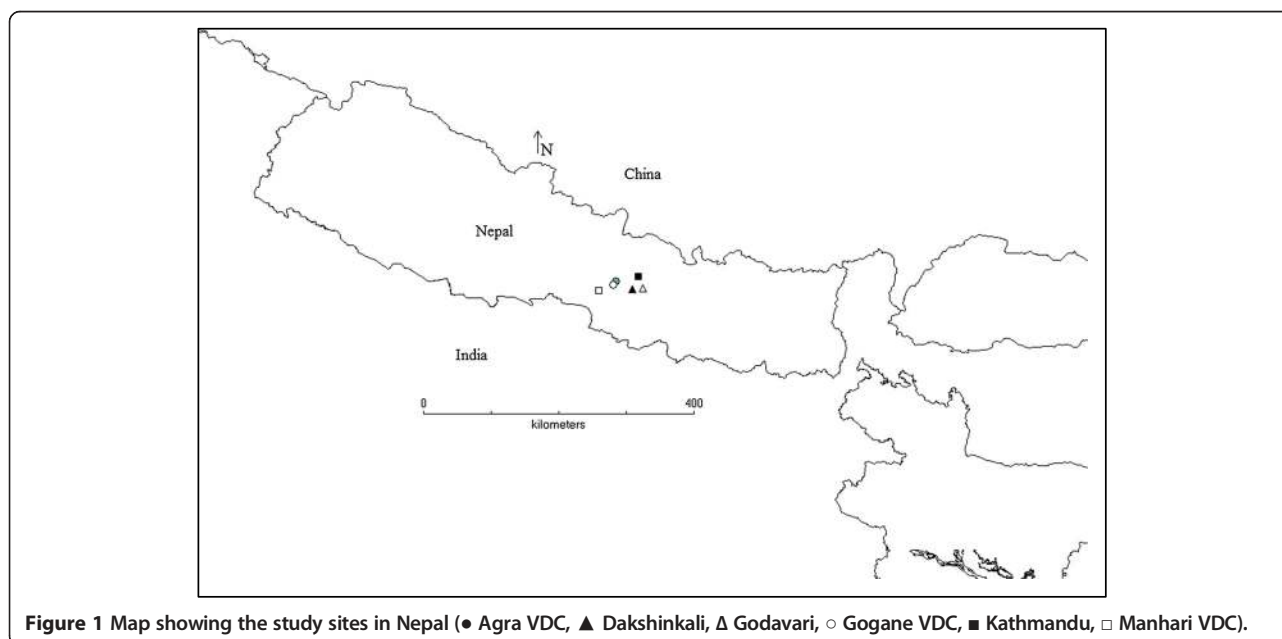 N
China
Nepal
India
0 400
kilometers
Figure 1 Map showing the study sites in Nepal (● Agra VDC, ▲ Dakshinkali, Δ Godavari, ○ Gogane VDC, ■ Kathmandu, □ Manhari VDC).